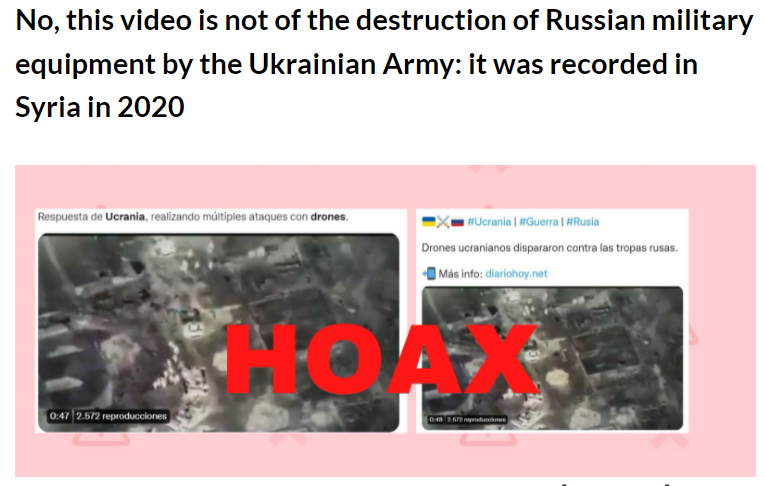 No, this video is not of the destruction of Russian military
equipment by the Ukrainian Army: it was recorded in
Syria in 2020
Respuesta de Ucrania, realizando múltiples ataques con drones.
0:47 2.572 reproducciones
#Ucrania | #Guerra | #Rusia
Drones ucranianos dispararon contra las tropas rusas.
Más info: diariohoy.net
0:48 2.572 reproducciones
HOAX